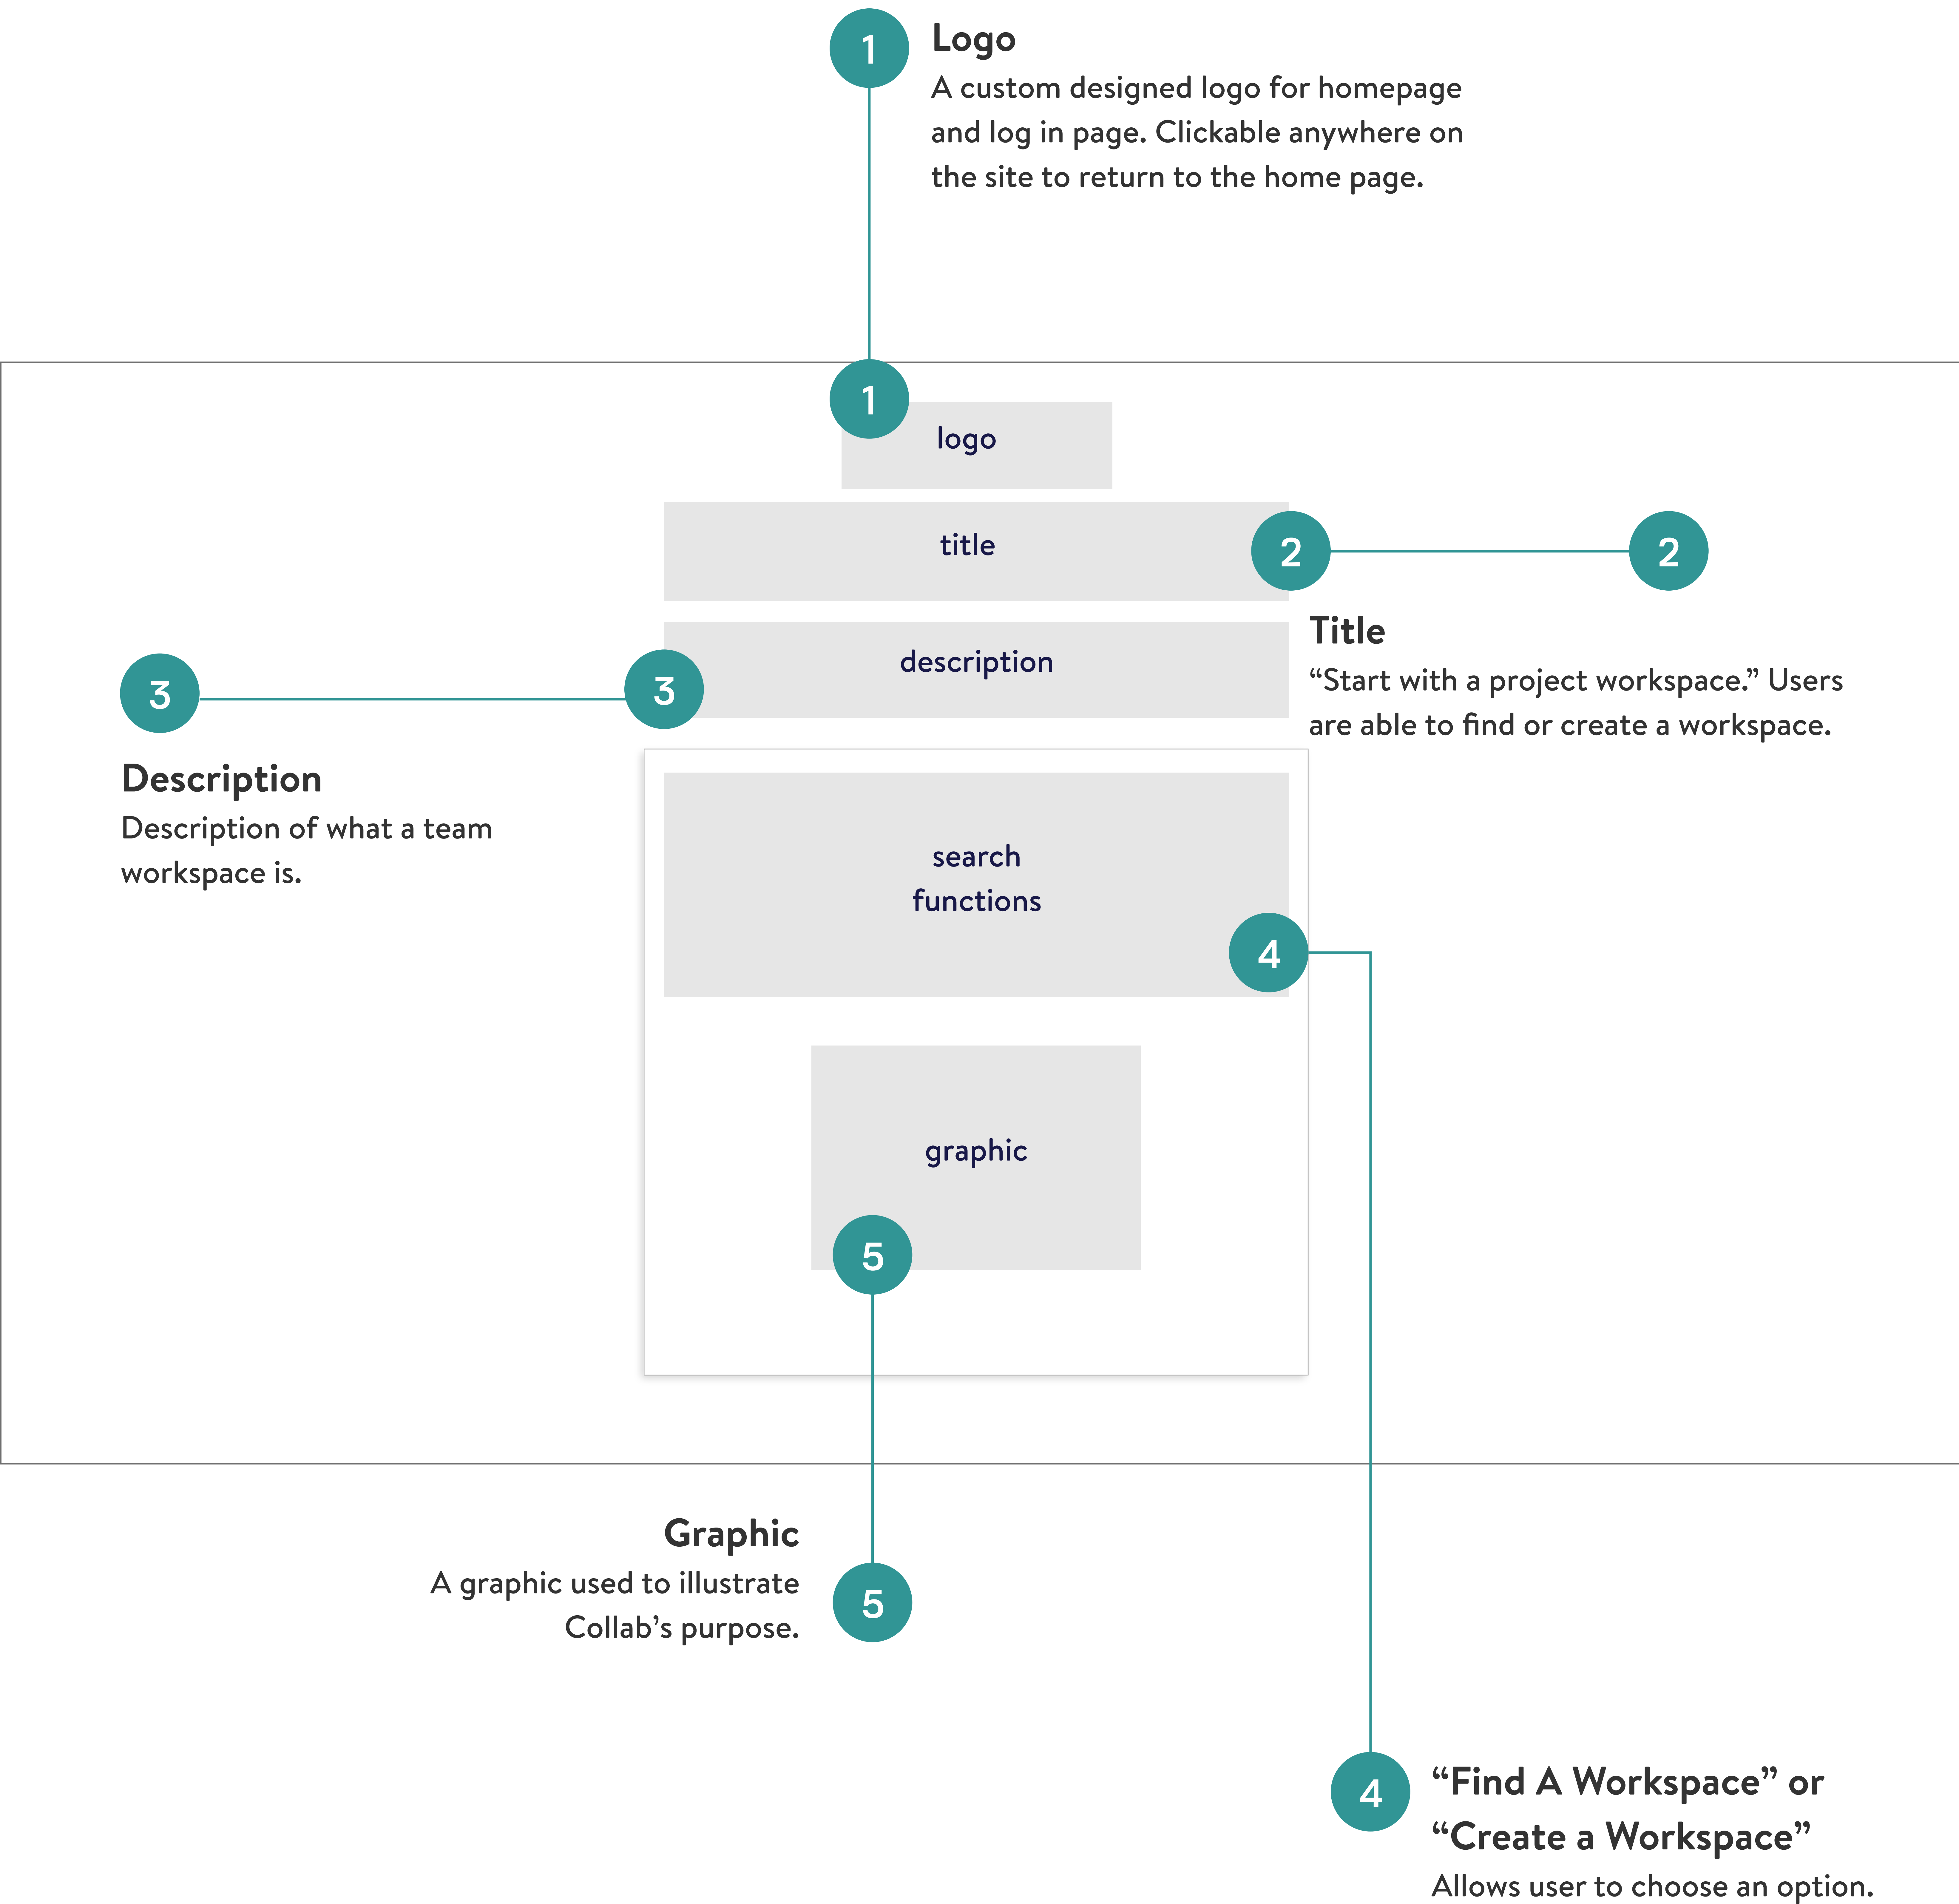 1
Logo
A custom designed logo for homepage
and log in page. Clickable anywhere on
the site to return to the home page.
1
logo
title
2
2
Title
“Start with a project workspace.” Users
are able to find or create a workspace.
description
3
3
Description
Description of what a team
workspace is.
search
functions
4
graphic
5
Graphic
A graphic used to illustrate
Collab’s purpose.
5
4
“Find A Workspace” or
“Create a Workspace”
Allows user to choose an option.